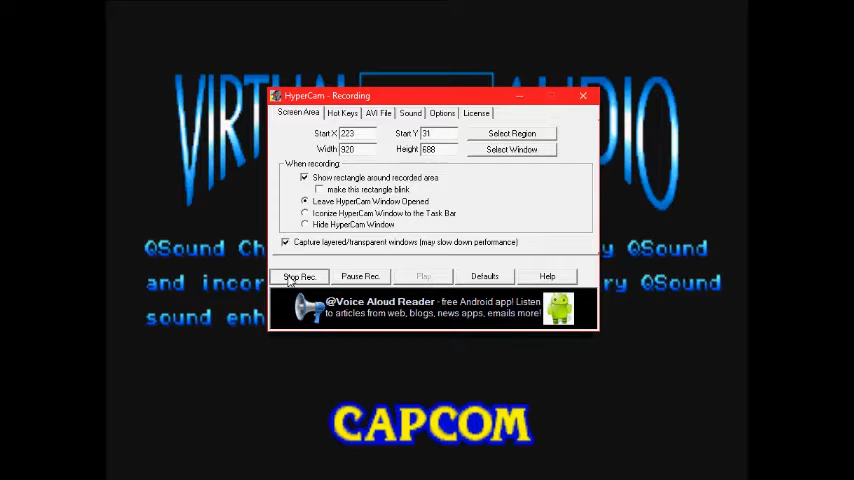 VIRTUAL AUDIO
HyperCam - Recording
Screen Area Hot Keys AVI File Sound Options License
Start X 223 Start Y 31 Select Region
Width 920 Height 688 Select Window
When recording:
Show rectangle around recorded area
make this rectangle blink
Leave HyperCam Window Opened
Iconize HyperCam Window to the Task Bar
Hide HyperCam Window
Capture layered/transparent windows (may slow down performance)
QSound Ch y QSound
and incor ry QSound
Stop Rec. Pause Rec. Play Defaults Help
@Voice Aloud Reader - free Android app! Listen
to articles from web, blogs, news apps, emails more!
sound enh
CAPCOM